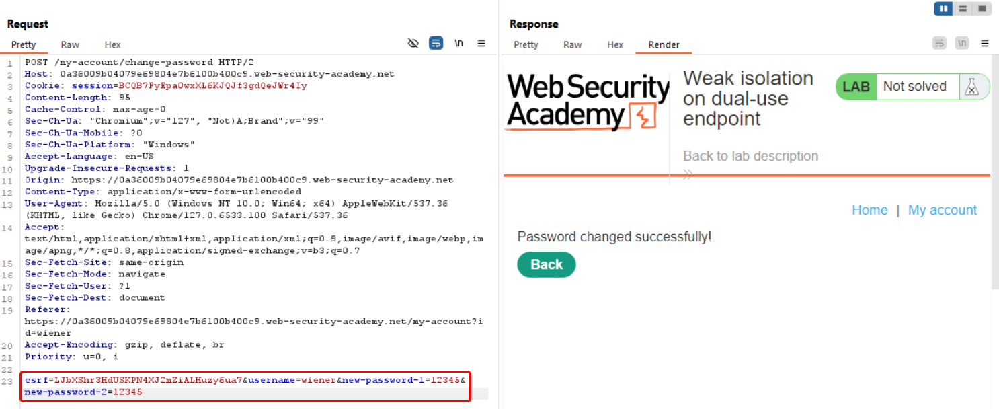 Request
Pretty Raw Hex
\n
1 POST /my-account/change-password HTTP/2
2 Host: 0a36009b04079e69804e7b6100b400c9.web-security-academy.net
3 Cookie: session=BCQB7FyEpaOwxXL6KJQJf3gdQeJWr4Iy
4 Content-Length: 95
5 Cache-Control: max-age=0
6 Sec-Ch-Ua: "Chromium";v="127", "Not)A;Brand";v="99"
7 Sec-Ch-Ua-Mobile: ?0
8 Sec-Ch-Ua-Platform: "Windows"
9 Accept-Language: en-US
10 Upgrade-Insecure-Requests: 1
11 Origin: https://0a36009b04079e69804e7b6100b400c9.web-security-academy.net
12 Content-Type: application/x-www-form-urlencoded
13 User-Agent: Mozilla/5.0 (Windows NT 10.0; Win64; x64) AppleWebKit/537.36
(KHTML, like Gecko) Chrome/127.0.6533.100 Safari/537.36
14 Accept:
text/html,application/xhtml+xml,application/xml;q=0.9,image/avif,image/webp,im
age/apng,*/*;q=0.8,application/signed-exchange;v=b3;q=0.7
15 Sec-Fetch-Site: same-origin
16 Sec-Fetch-Mode: navigate
17 Sec-Fetch-User: ?1
18 Sec-Fetch-Dest: document
19 Referer:
https://0a36009b04079e69804e7b6100b400c9.web-security-academy.net/my-account?i
d=wiener
20 Accept-Encoding: gzip, deflate, br
21 Priority: u=0, i
22
23 csrf=LJbXShr3HdUSKPN4XJ2mZiALHuzy6ua7&username=wiener&new-password-1=12345&
new-password-2=12345
Response
Pretty Raw Hex Render
\n
Web Security
Academy
Weak isolation
on dual-use
endpoint
LAB Not solved
Back to lab description
Home | My account
Password changed successfully!
Back